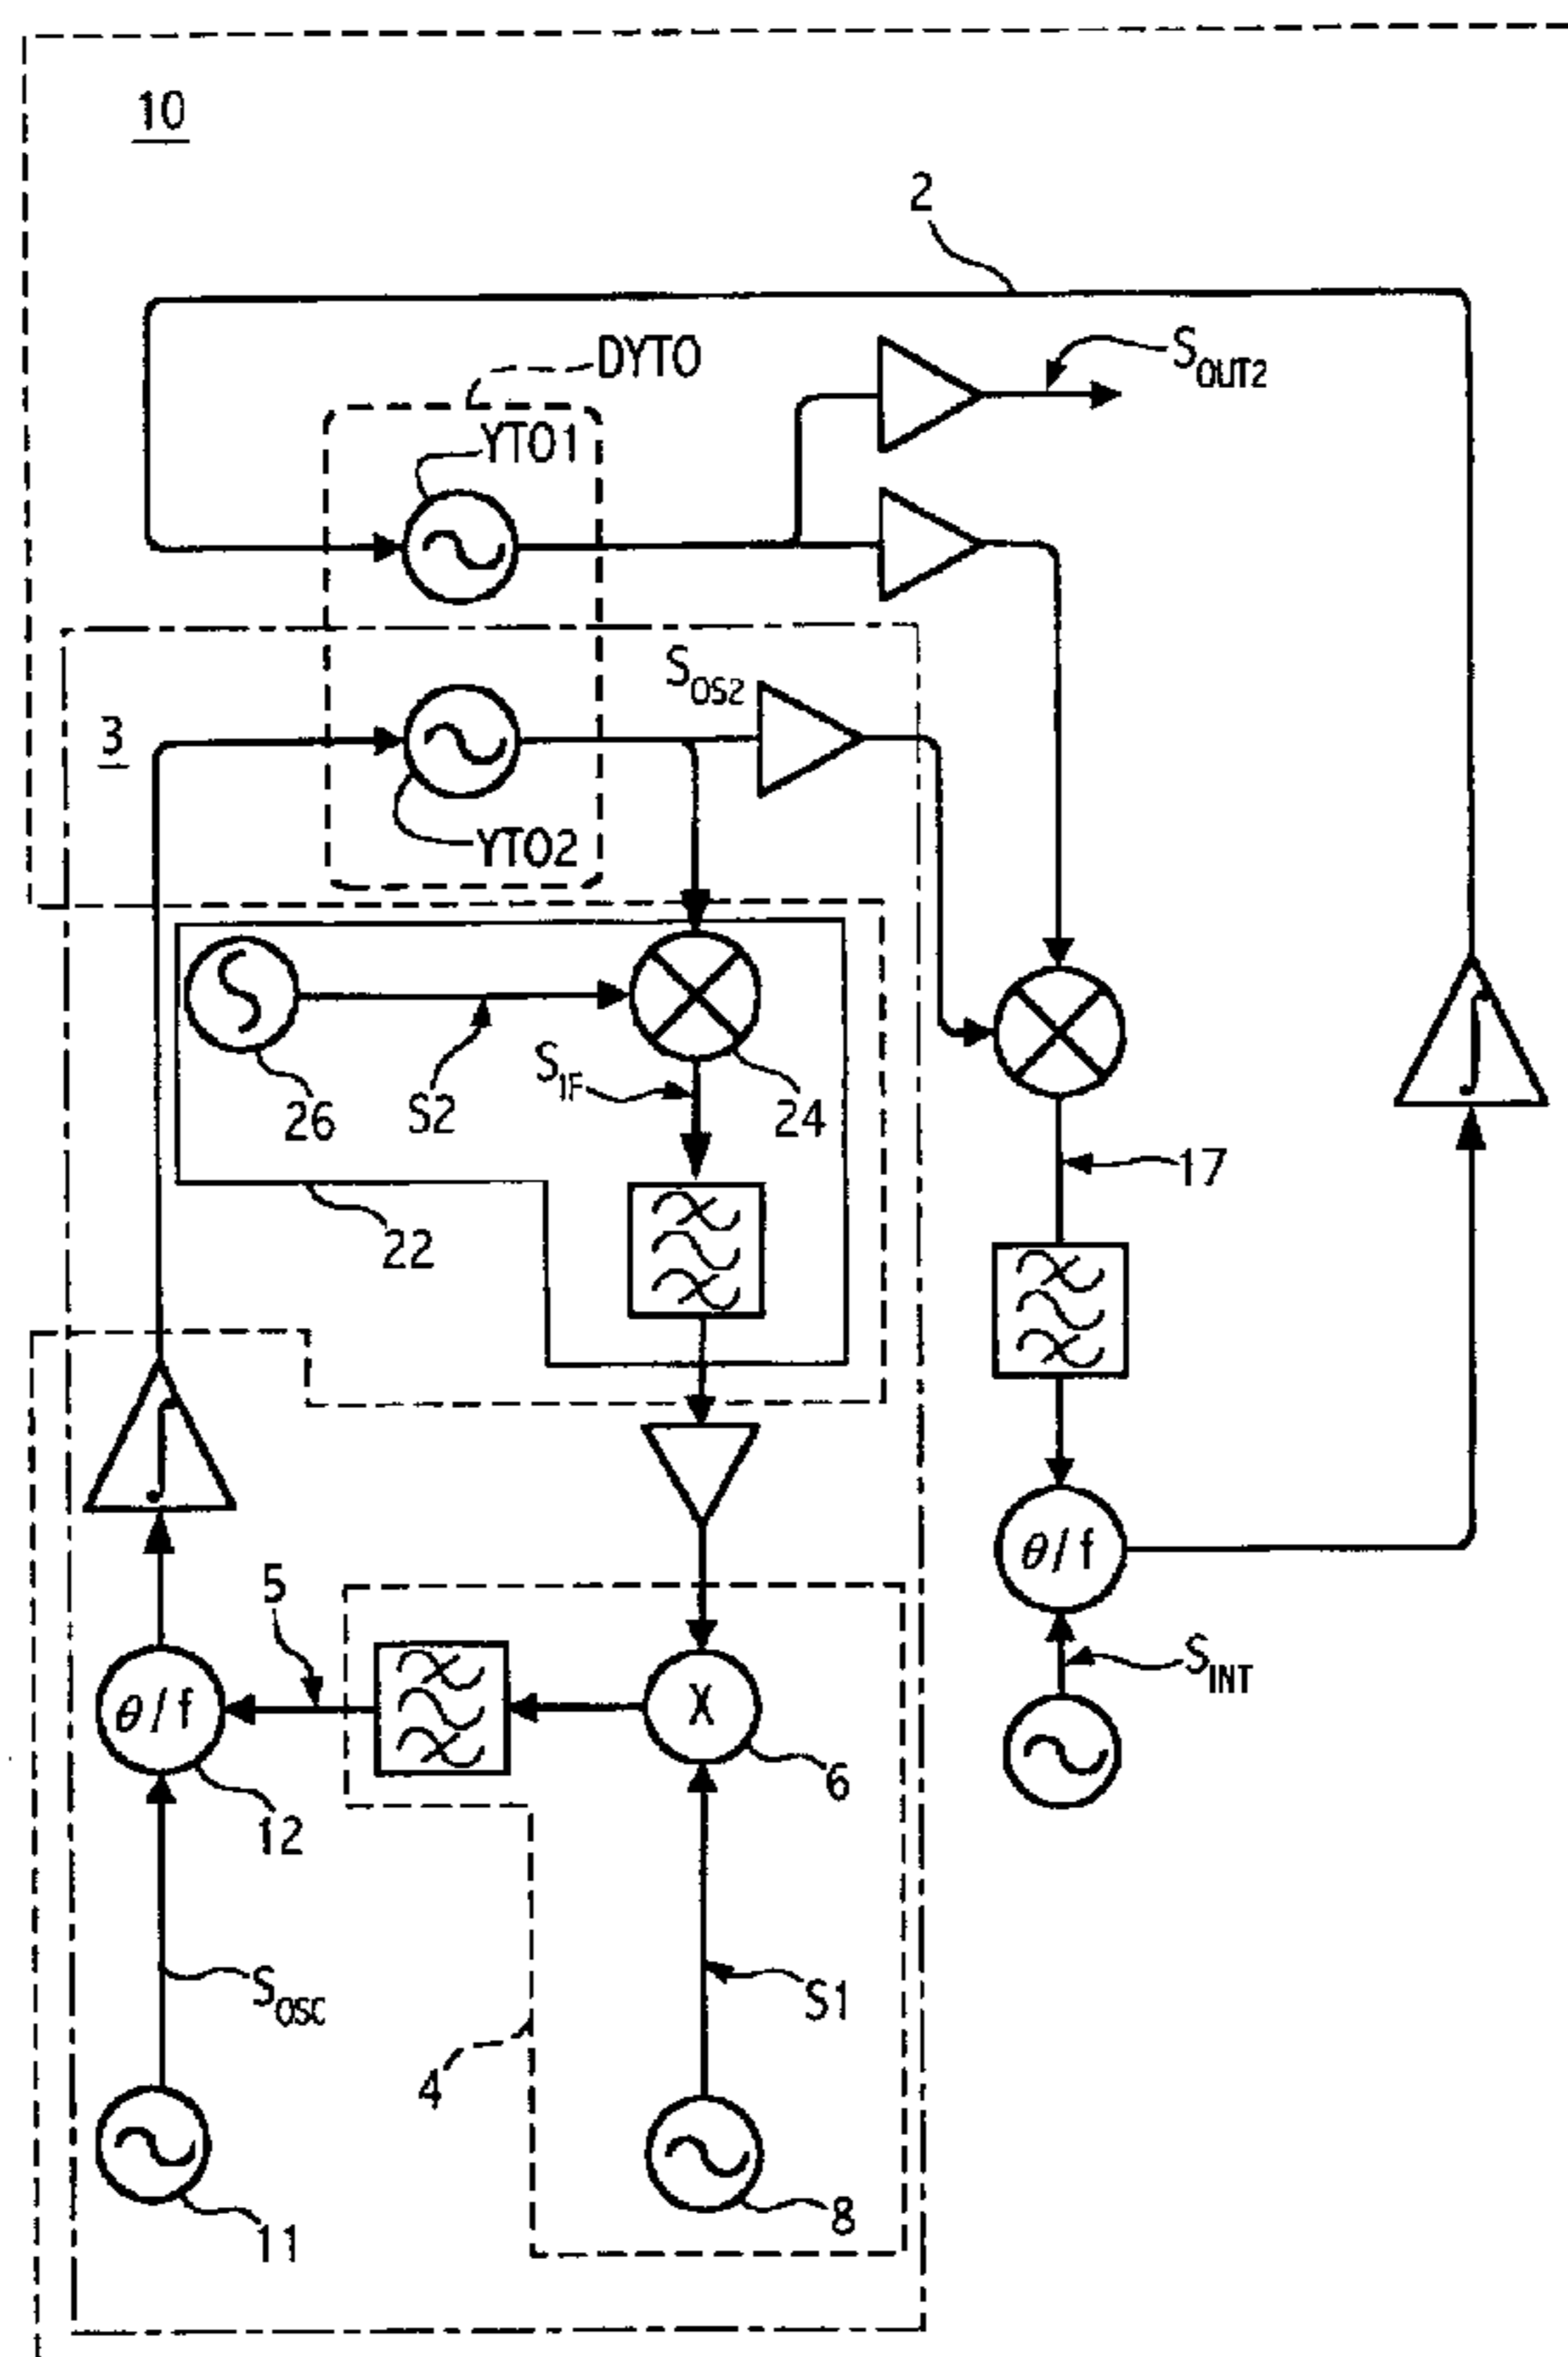 10
2
DYTO
S_OUT2
YTO1
S_OS2
3
YTO2
S_IF
26
S2
24
17
22
5
θ/f
θ/f
S_INT
X
6
12
S_OSC
S1
4
11
8